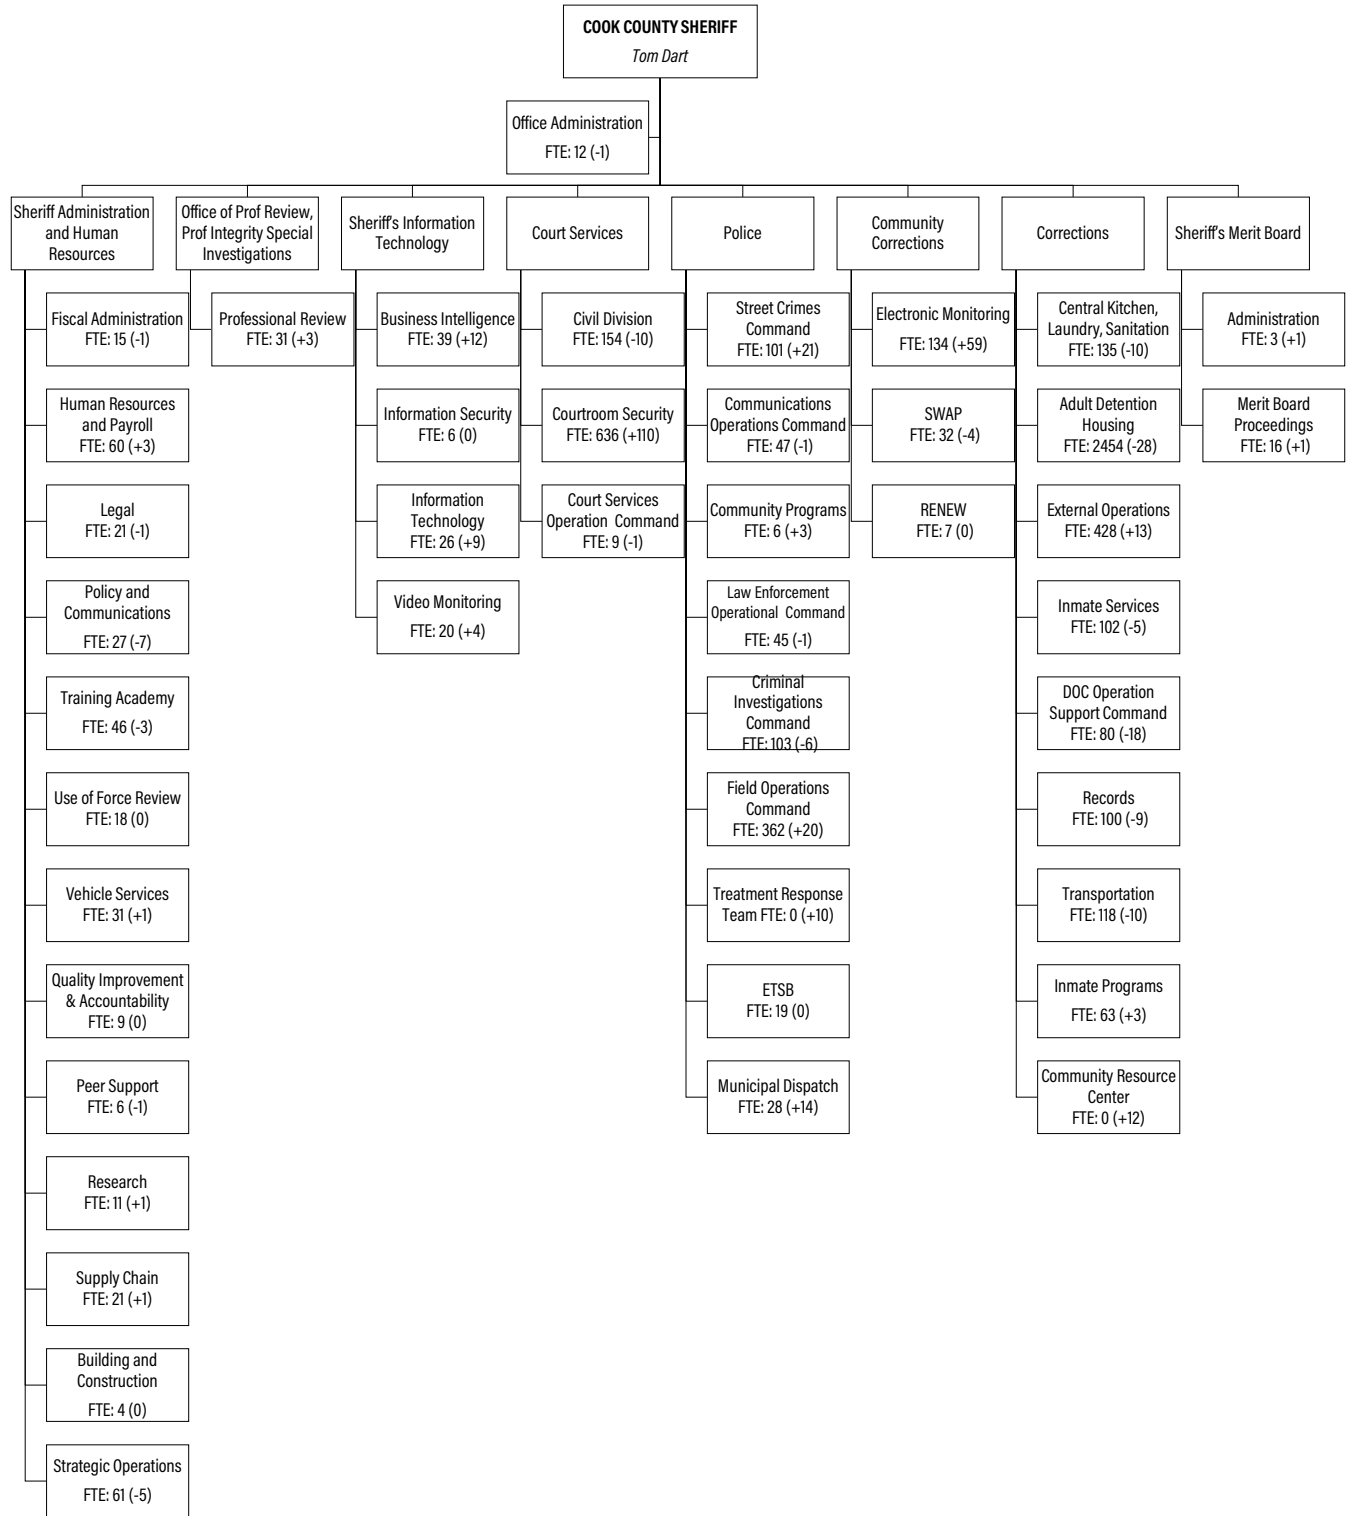 COOK COUNTY SHERIFF
Tom Dart
Office Administration
FTE: 12 (-1)
Sheriff Administration
and Human
Resources
Fiscal Administration
FTE: 15 (-1)
Human Resources
and Payroll
FTE: 60 (+3)
Legal
FTE: 21 (-1)
Policy and
Communications
FTE: 27 (-7)
Training Academy
FTE: 46 (-3)
Use of Force Review
FTE: 18 (0)
Vehicle Services
FTE: 31 (+1)
Quality Improvement
& Accountability
FTE: 9 (0)
Peer Support
FTE: 6 (-1)
Research
FTE: 11 (+1)
Supply Chain
FTE: 21 (+1)
Building and
Construction
FTE: 4 (0)
Strategic Operations
FTE: 61 (-5)
Office of Prof Review,
Prof Integrity Special
Investigations
Professional Review
FTE: 31 (+3)
Sheriff's Information
Technology
Business Intelligence
FTE: 39 (+12)
Information Security
FTE: 6 (0)
Information
Technology
FTE: 26 (+9)
Video Monitoring
FTE: 20 (+4)
Court Services
Civil Division
FTE: 154 (-10)
Courtroom Security
FTE: 636 (+110)
Court Services
Operation Command
FTE: 9 (-1)
Police
Street Crimes
Command
FTE: 101 (+21)
Communications
Operations Command
FTE: 47 (-1)
Community Programs
FTE: 6 (+3)
Law Enforcement
Operational Command
FTE: 45 (-1)
Criminal
Investigations
Command
FTE: 103 (-6)
Field Operations
Command
FTE: 362 (+20)
Treatment Response
Team FTE: 0 (+10)
ETSB
FTE: 19 (0)
Municipal Dispatch
FTE: 28 (+14)
Community
Corrections
Electronic Monitoring
FTE: 134 (+59)
SWAP
FTE: 32 (-4)
RENEW
FTE: 7 (0)
Corrections
Central Kitchen,
Laundry, Sanitation
FTE: 135 (-10)
Adult Detention
Housing
FTE: 2454 (-28)
External Operations
FTE: 428 (+13)
Inmate Services
FTE: 102 (-5)
DOC Operation
Support Command
FTE: 80 (-18)
Records
FTE: 100 (-9)
Transportation
FTE: 118 (-10)
Inmate Programs
FTE: 63 (+3)
Community Resource
Center
FTE: 0 (+12)
Sheriff's Merit Board
Administration
FTE: 3 (+1)
Merit Board
Proceedings
FTE: 16 (+1)